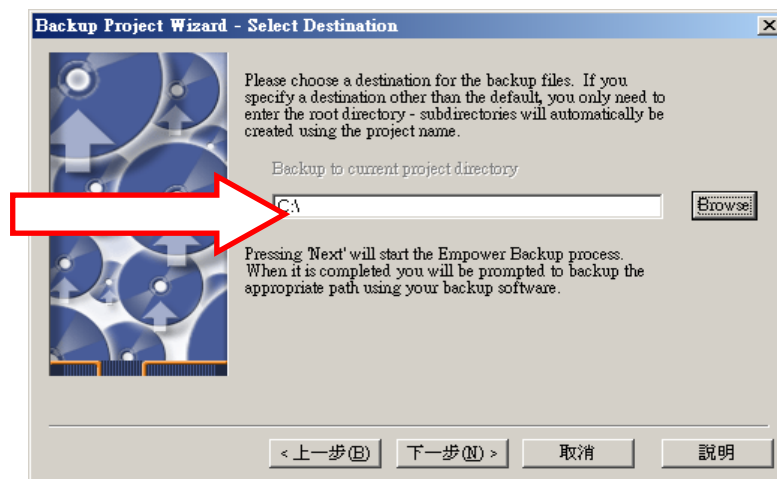 Backup Project Wizard - Select Destination
Please choose a destination for the backup files. If you
specify a destination other than the default, you only need to
enter the root directory - subdirectories will automatically be
created using the project name.
Backup to current project directory
C:\
Browse
Pressing 'Next' will start the Empower Backup process.
When it is completed you will be prompted to backup the
appropriate path using your backup software.
<上一步(B) 下一步(N)> 取消 說明